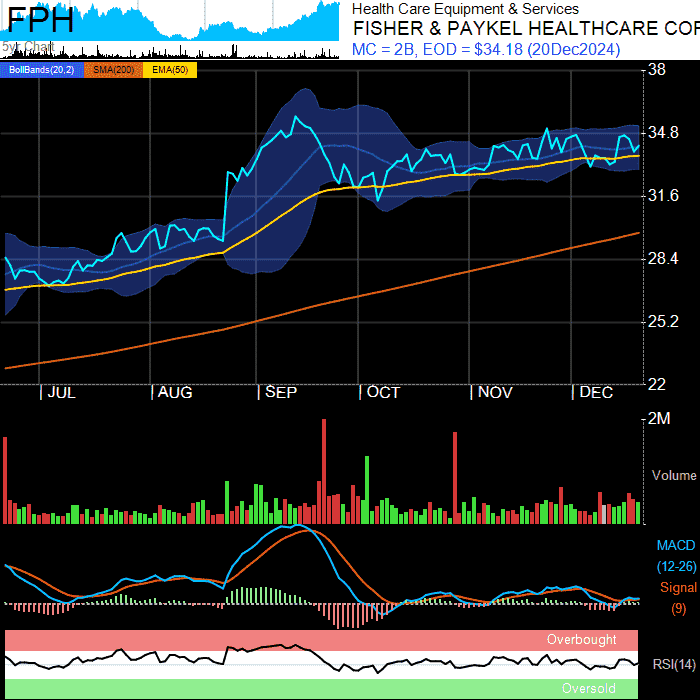 FPH
5yr Chart
Health Care Equipment & Services
FISHER & PAYKEL HEALTHCARE COR
MC = 2B, EOD = $34.18 (20Dec2024)
BollBands(20,2) SMA(200) EMA(50)
38
34.8
31.6
28.4
25.2
22
| JUL | AUG | SEP | OCT | NOV | DEC
2M
Volume
MACD
(12-26)
Signal
(9)
Overbought
RSI(14)
Oversold